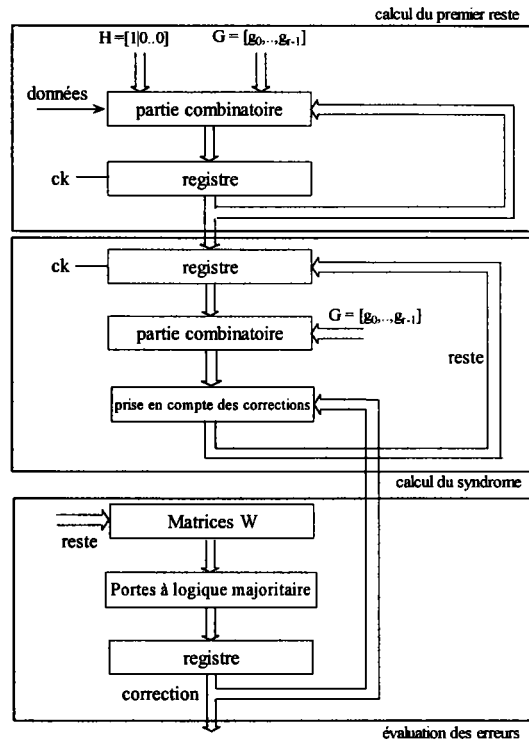 calcul du premier reste
H =[1|0..0]
G = [g0,..,gr-1]
données
partie combinatoire
ck
registre
ck
registre
partie combinatoire
G = [g0,..,gr-1]
reste
prise en compte des corrections
calcul du syndrome
Matrices W
reste
Portes à logique majoritaire
registre
correction
évaluation des erreurs